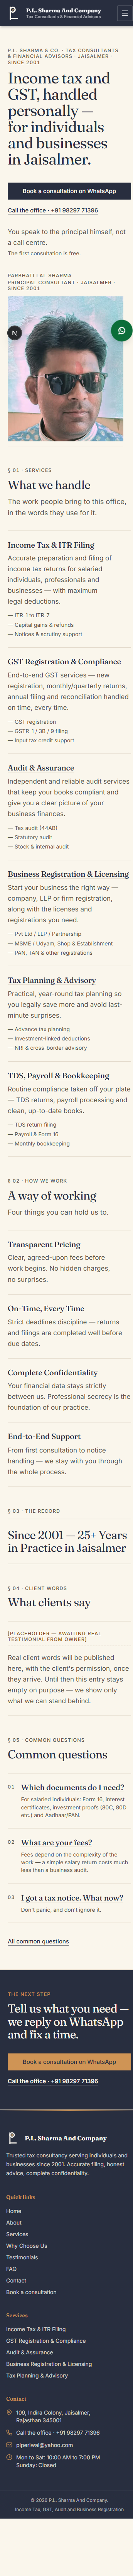 P.L. Sharma And Company
Tax Consultants & Financial Advisors
P.L. SHARMA & CO. · TAX CONSULTANTS
& FINANCIAL ADVISORS · JAISALMER ·
SINCE 2001
Income tax and
GST, handled
personally —
for individuals
and businesses
in Jaisalmer.
Book a consultation on WhatsApp
Call the office · +91 98297 71396
You speak to the principal himself, not
a call centre.
The first consultation is free.
PARBHATI LAL SHARMA
PRINCIPAL CONSULTANT · JAISALMER ·
SINCE 2001
N
§ 01 · SERVICES
What we handle
The work people bring to this office,
in the words they use for it.
Income Tax & ITR Filing
Accurate preparation and filing of
income tax returns for salaried
individuals, professionals and
businesses — with maximum
legal deductions.
— ITR-1 to ITR-7
— Capital gains & refunds
— Notices & scrutiny support
GST Registration & Compliance
End-to-end GST services — new
registration, monthly/quarterly returns,
annual filing and reconciliation handled
on time, every time.
— GST registration
— GSTR-1 / 3B / 9 filing
— Input tax credit support
Audit & Assurance
Independent and reliable audit services
that keep your books compliant and
give you a clear picture of your
business finances.
— Tax audit (44AB)
— Statutory audit
— Stock & internal audit
Business Registration & Licensing
Start your business the right way —
company, LLP or firm registration,
along with the licenses and
registrations you need.
— Pvt Ltd / LLP / Partnership
— MSME / Udyam, Shop & Establishment
— PAN, TAN & other registrations
Tax Planning & Advisory
Practical, year-round tax planning so
you legally save more and avoid last-
minute surprises.
— Advance tax planning
— Investment-linked deductions
— NRI & cross-border advisory
TDS, Payroll & Bookkeeping
Routine compliance taken off your plate
— TDS returns, payroll processing and
clean, up-to-date books.
— TDS return filing
— Payroll & Form 16
— Monthly bookkeeping
§ 02 · HOW WE WORK
A way of working
Four things you can hold us to.
Transparent Pricing
Clear, agreed-upon fees before
work begins. No hidden charges,
no surprises.
On-Time, Every Time
Strict deadlines discipline — returns
and filings are completed well before
due dates.
Complete Confidentiality
Your financial data stays strictly
between us. Professional secrecy is the
foundation of our practice.
End-to-End Support
From first consultation to notice
handling — we stay with you through
the whole process.
§ 03 · THE RECORD
Since 2001 — 25+ Years
in Practice in Jaisalmer
§ 04 · CLIENT WORDS
What clients say
[PLACEHOLDER — AWAITING REAL
TESTIMONIAL FROM OWNER]
Real client words will be published
here, with the client's permission, once
they arrive. Until then this entry stays
empty on purpose — we show only
what we can stand behind.
§ 05 · COMMON QUESTIONS
Common questions
01 Which documents do I need?
For salaried individuals: Form 16, interest
certificates, investment proofs (80C, 80D
etc.) and Aadhaar/PAN.
02 What are your fees?
Fees depend on the complexity of the
work — a simple salary return costs much
less than a business audit.
03 I got a tax notice. What now?
Don't panic, and don't ignore it.
All common questions
THE NEXT STEP
Tell us what you need —
we reply on WhatsApp
and fix a time.
Book a consultation on WhatsApp
Call the office · +91 98297 71396
P.L. Sharma And Company
Trusted tax consultancy serving individuals and
businesses since 2001. Accurate filing, honest
advice, complete confidentiality.
Quick links
Home
About
Services
Why Choose Us
Testimonials
FAQ
Contact
Book a consultation
Services
Income Tax & ITR Filing
GST Registration & Compliance
Audit & Assurance
Business Registration & Licensing
Tax Planning & Advisory
Contact
109, Indira Colony, Jaisalmer,
Rajasthan 345001
Call the office · +91 98297 71396
plperiwal@yahoo.com
Mon to Sat: 10:00 AM to 7:00 PM
Sunday: Closed
© 2026 P.L. Sharma And Company.
Income Tax, GST, Audit and Business Registration